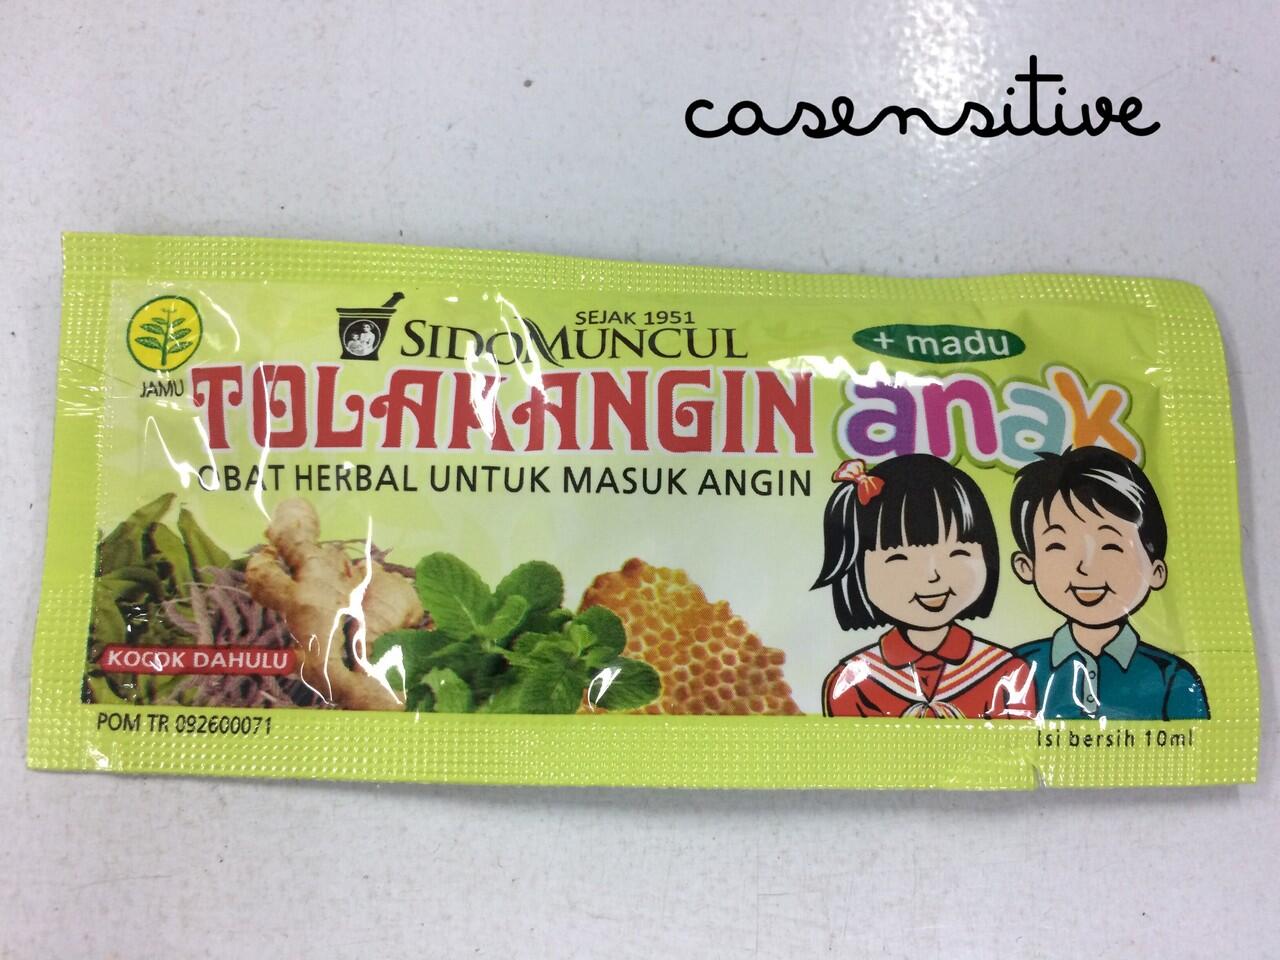 casensitive
SEJAK 1951
SIDOMUNCUL
+ madu
JAMU
TOLAKANGIN anak
OBAT HERBAL UNTUK MASUK ANGIN
KOCOK DAHULU
POM TR 092600071
Isi bersih 10ml